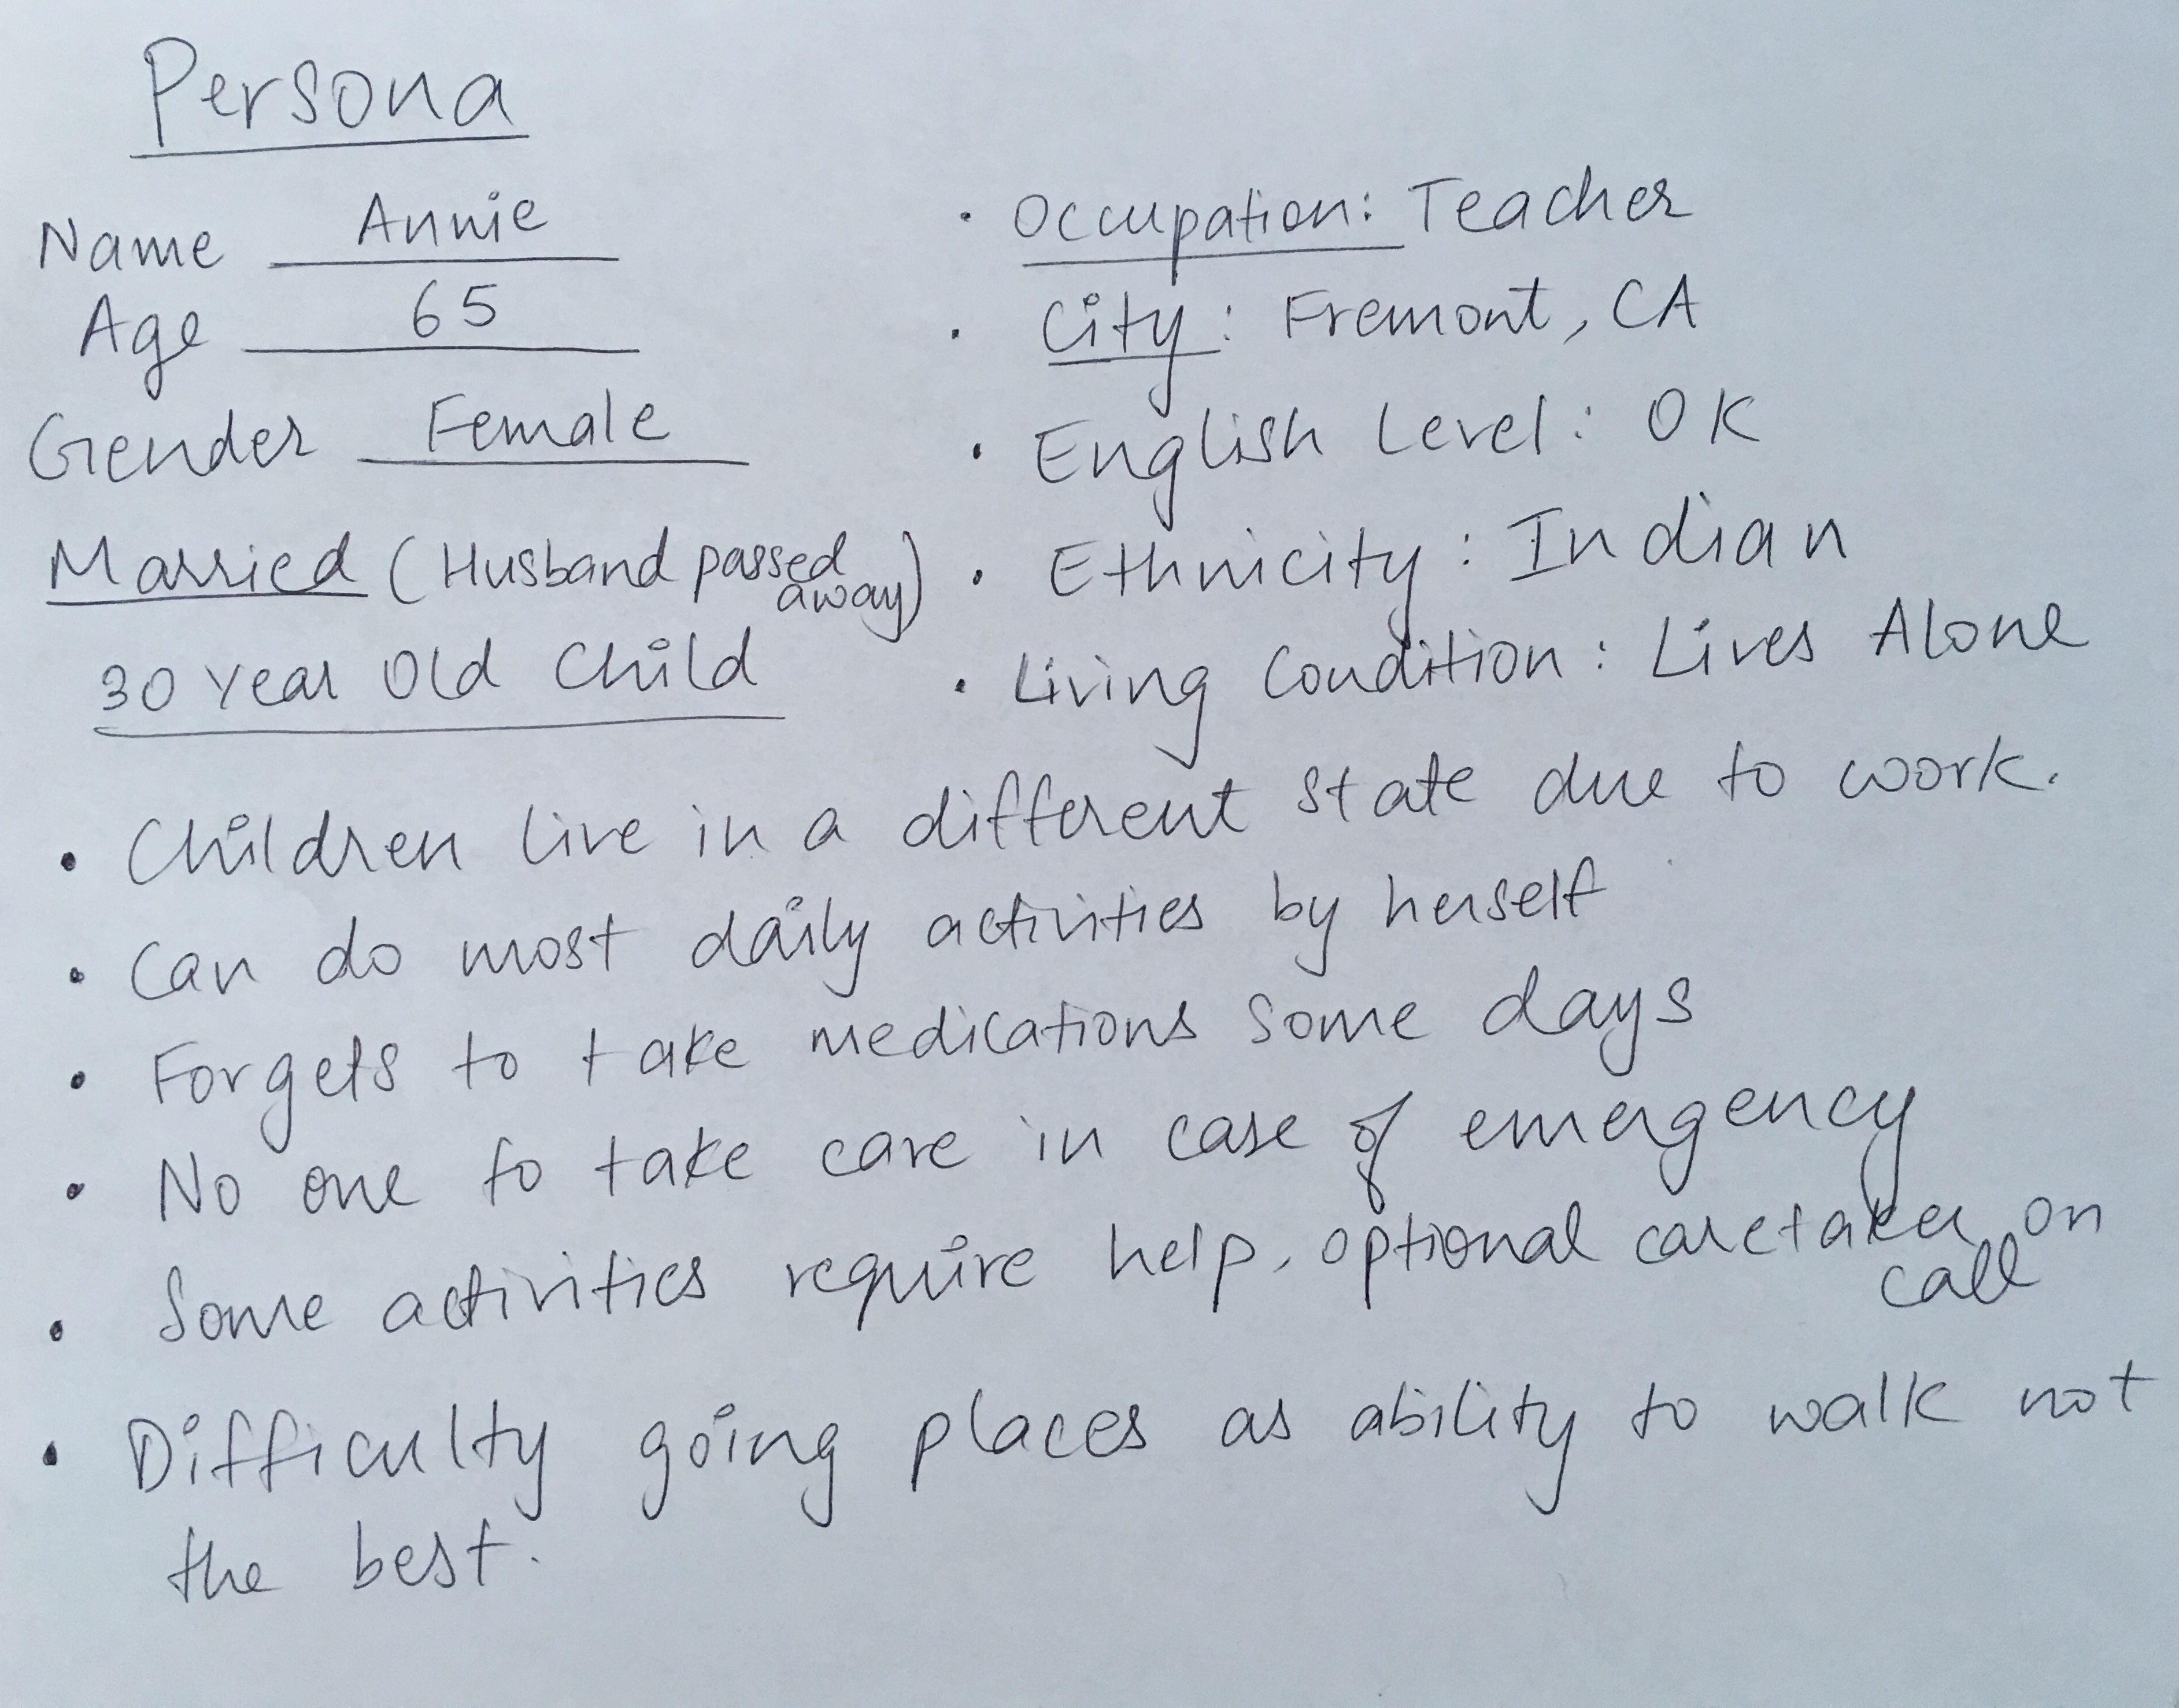 Persona
Name Annie
Age 65
Gender Female
Married (Husband passed away)
30 Year Old Child
• Occupation: Teacher
• City: Fremont, CA
• English Level: OK
• Ethnicity: Indian
• Living Condition: Lives Alone
• Children live in a different state due to work.
• Can do most daily activities by herself
• Forgets to take medications some days
• No one to take care in case of emergency
• Some activities require help, optional caretaker on call
• Difficulty going places as ability to walk not
the best.